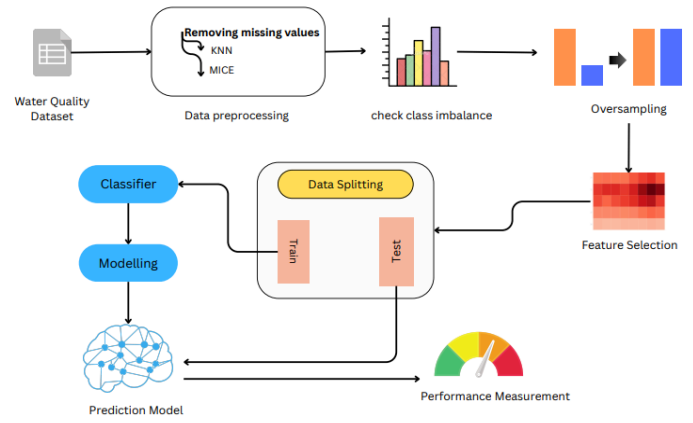 Removing missing values
KNN
MICE
Water Quality
Dataset
Data preprocessing
check class imbalance
Oversampling
Classifier
Data Splitting
Train
Test
Feature Selection
Modelling
Prediction Model
Performance Measurement